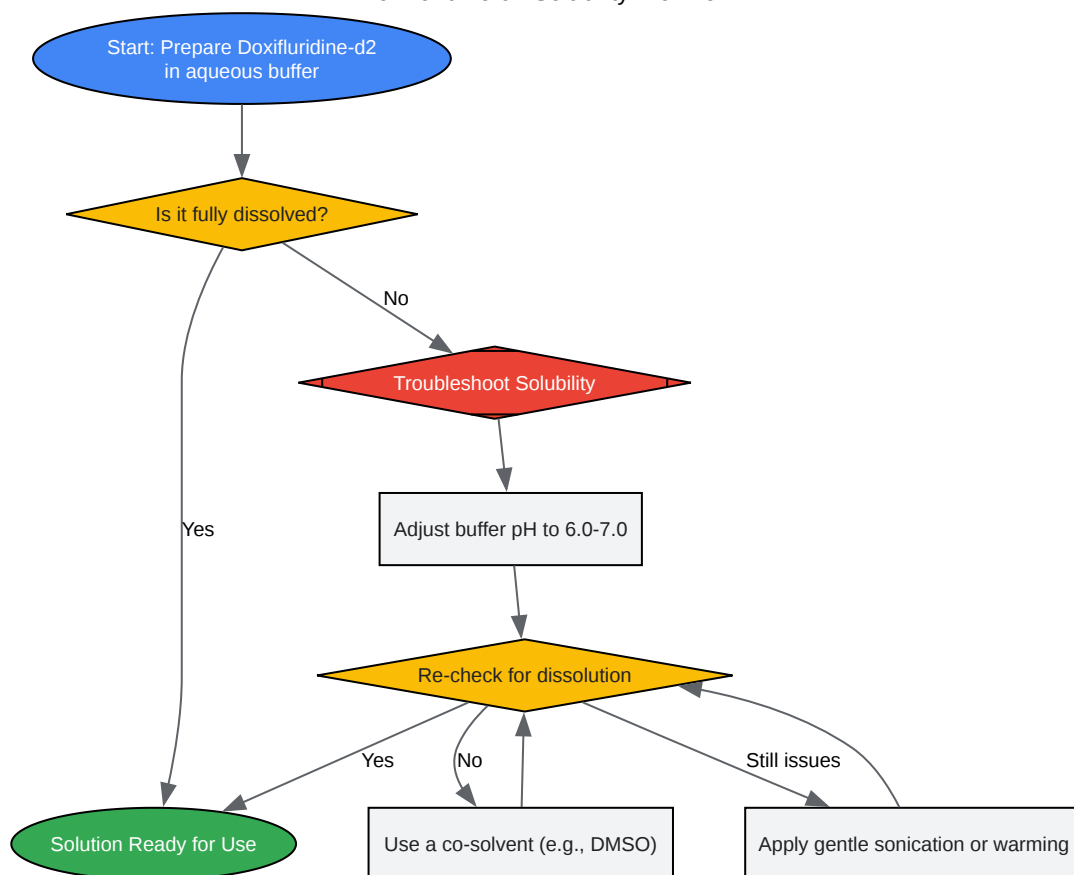 Start: Prepare Doxifluridine-d2
in aqueous buffer
Is it fully dissolved?
No
Troubleshoot Solubility
Adjust buffer pH to 6.0-7.0
Yes
Re-check for dissolution
Yes
No
Still issues
Solution Ready for Use
Use a co-solvent (e.g., DMSO)
Apply gentle sonication or warming